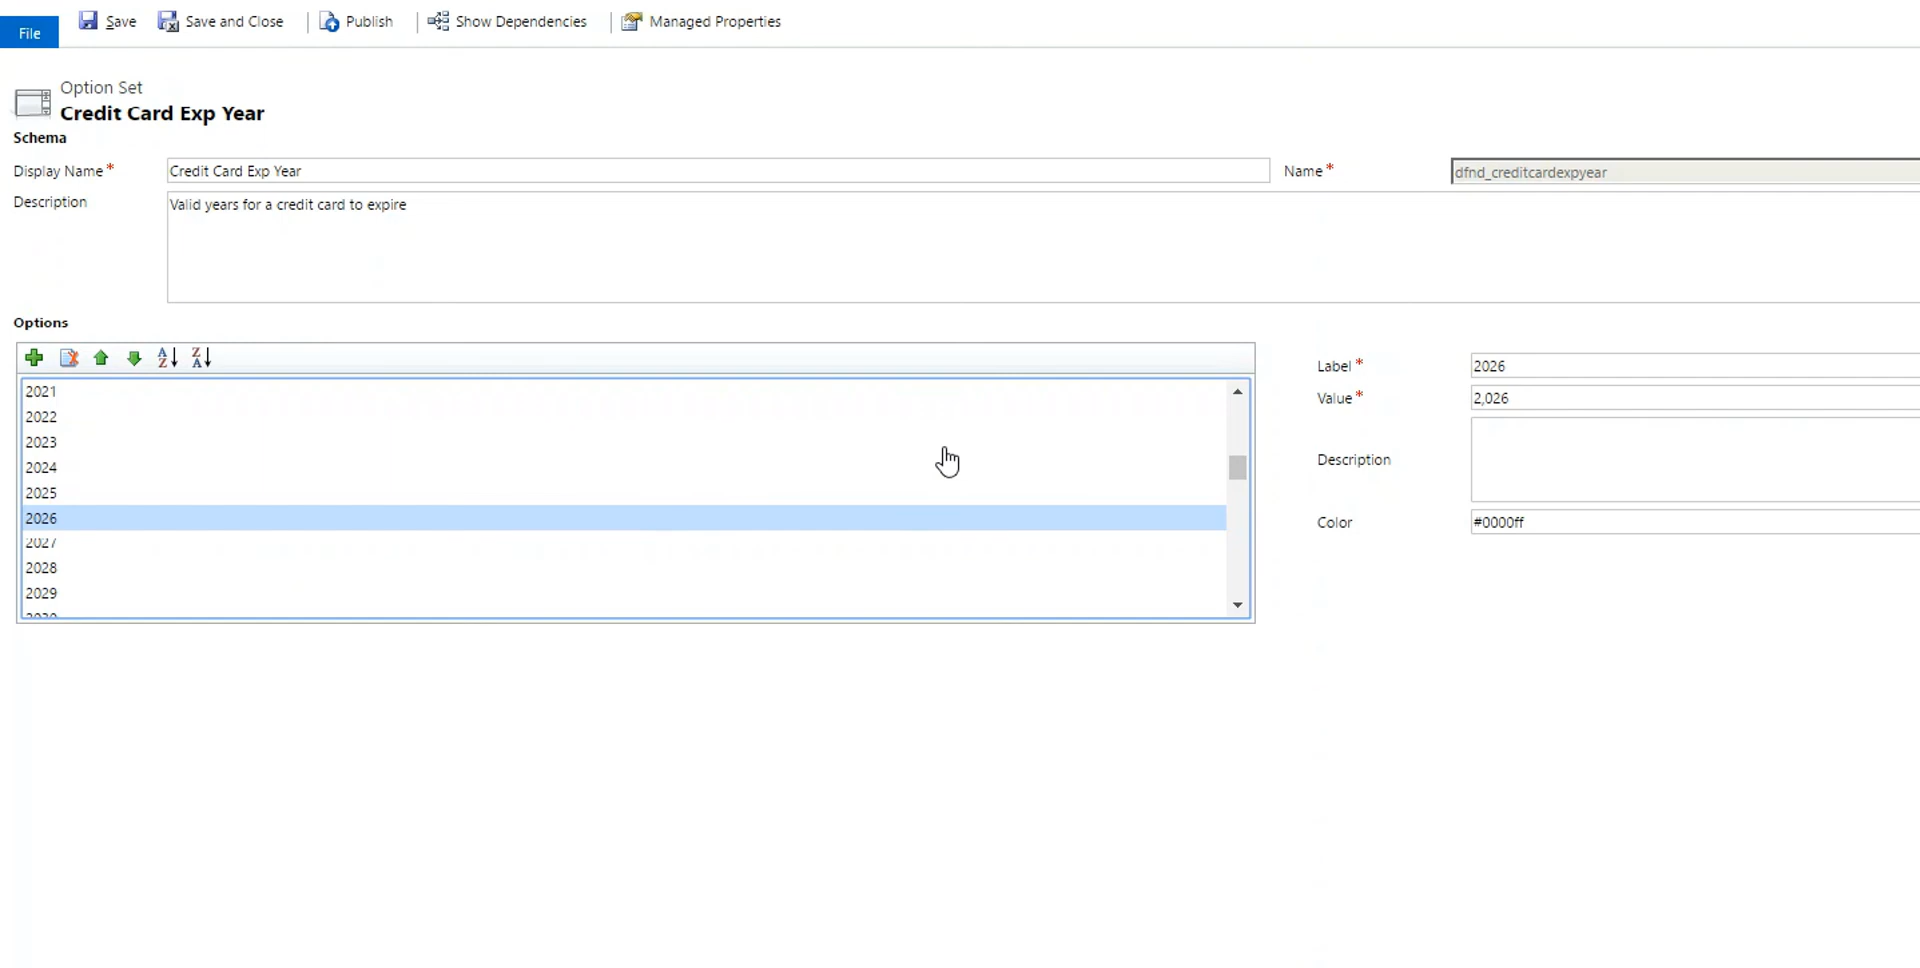 File
Save
Save and Close
Publish
Show Dependencies
Managed Properties
Option Set
Credit Card Exp Year
Schema
Display Name *
Credit Card Exp Year
Name *
dfnd_creditcardexpyear
Description
Valid years for a credit card to expire
Options
A
Z
Z
A
2021
2022
2023
2024
2025
2026
2027
2028
2029
2030
Label *
2026
Value *
2,026
Description
Color
#0000ff